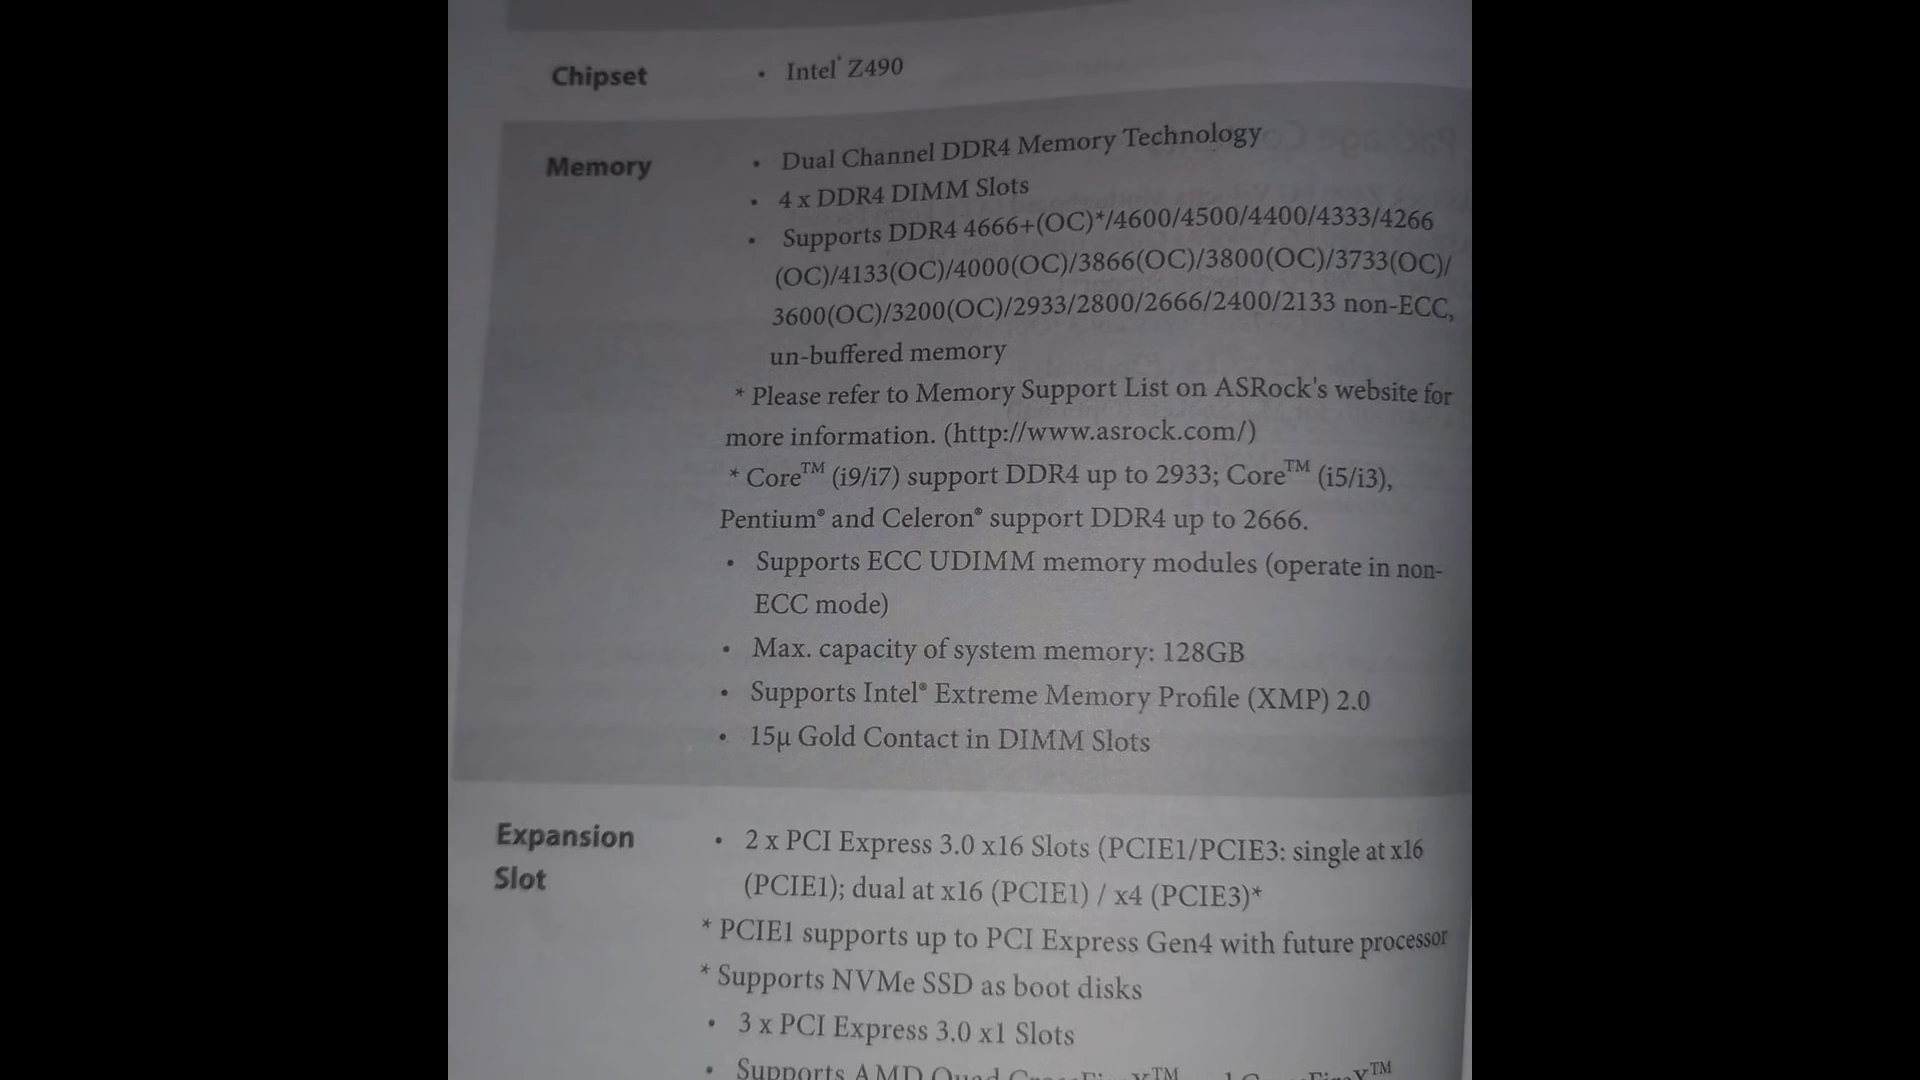 Chipset
• Intel® Z490
Memory
• Dual Channel DDR4 Memory Technology
• 4 x DDR4 DIMM Slots
• Supports DDR4 4666+(OC)*/4600/4500/4400/4333/4266
(OC)/4133(OC)/4000(OC)/3866(OC)/3800(OC)/3733(OC)/
3600(OC)/3200(OC)/2933/2800/2666/2400/2133 non-ECC,
un-buffered memory
* Please refer to Memory Support List on ASRock's website for
more information. (http://www.asrock.com/)
* Core™ (i9/i7) support DDR4 up to 2933; Core™ (i5/i3),
Pentium® and Celeron® support DDR4 up to 2666.
• Supports ECC UDIMM memory modules (operate in non-
ECC mode)
• Max. capacity of system memory: 128GB
• Supports Intel® Extreme Memory Profile (XMP) 2.0
• 15μ Gold Contact in DIMM Slots
Expansion
Slot
• 2 x PCI Express 3.0 x16 Slots (PCIE1/PCIE3: single at x16
(PCIE1); dual at x16 (PCIE1) / x4 (PCIE3)*
* PCIE1 supports up to PCI Express Gen4 with future processor
* Supports NVMe SSD as boot disks
• 3 x PCI Express 3.0 x1 Slots
• Supports AMD Quad